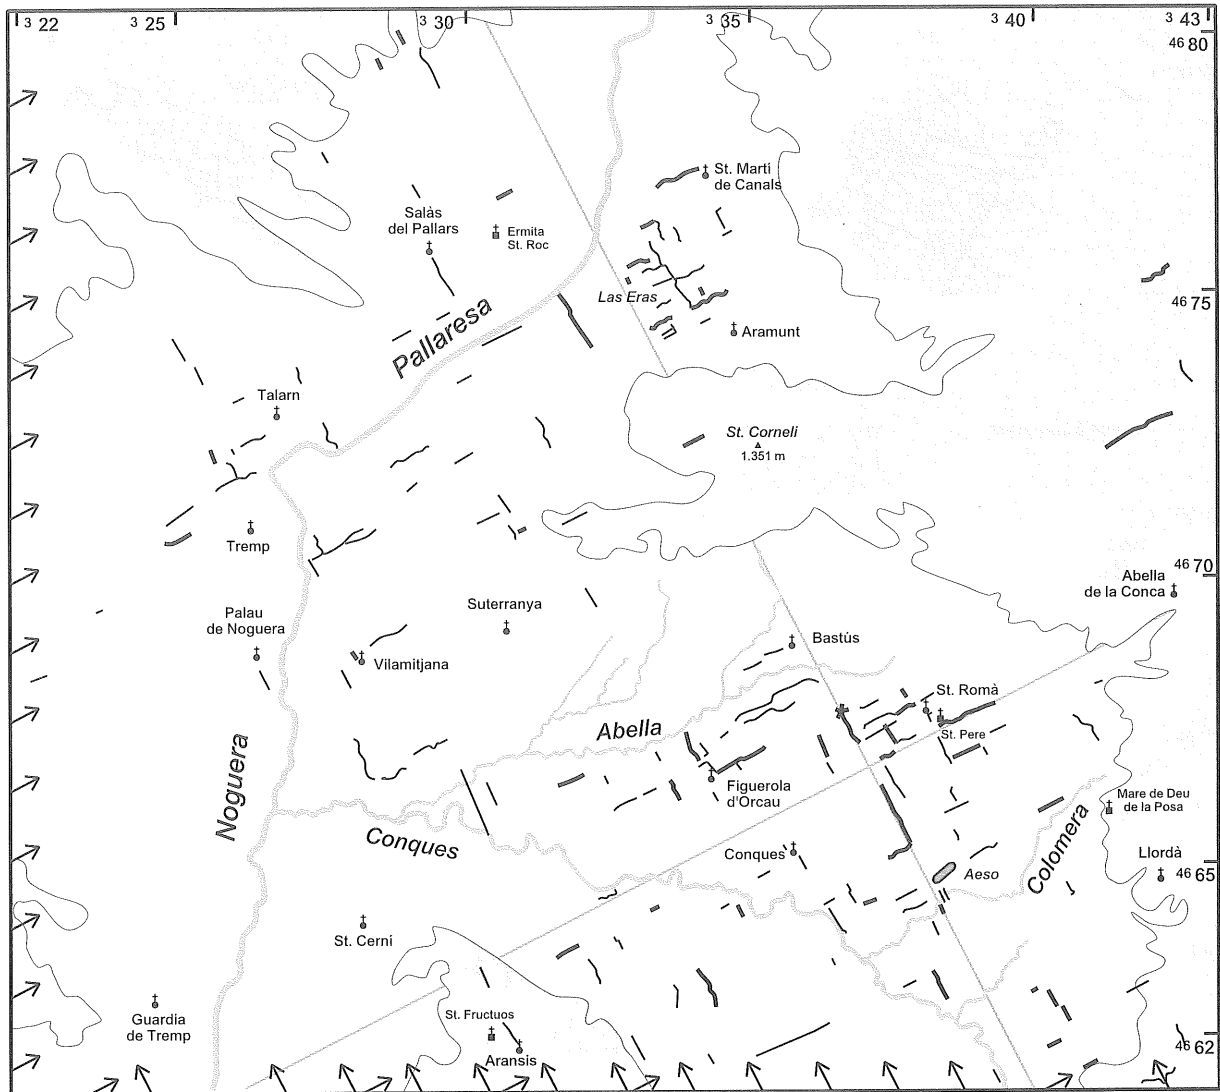 3 22
3 25
3 30
3 35
3 40
3 43
46 80
St. Martí
de Canals
Salàs
del Pallars
Ermita
St. Roc
Las Eras
46 75
Pallaresa
Aramunt
Talarn
St. Corneli
1.351 m
Tremp
46 70
Abella
de la Conca
Suterranya
Palau
de Noguera
Bastús
Vilamitjana
St. Romà
Abella
St. Pere
Noguera
Figuerola
d'Orcau
Mare de Deu
de la Posa
Conques
Conques
Colomera
Llordà
Aeso
46 65
St. Cerní
Guardia
de Tremp
St. Fructuos
Aransis
46 62